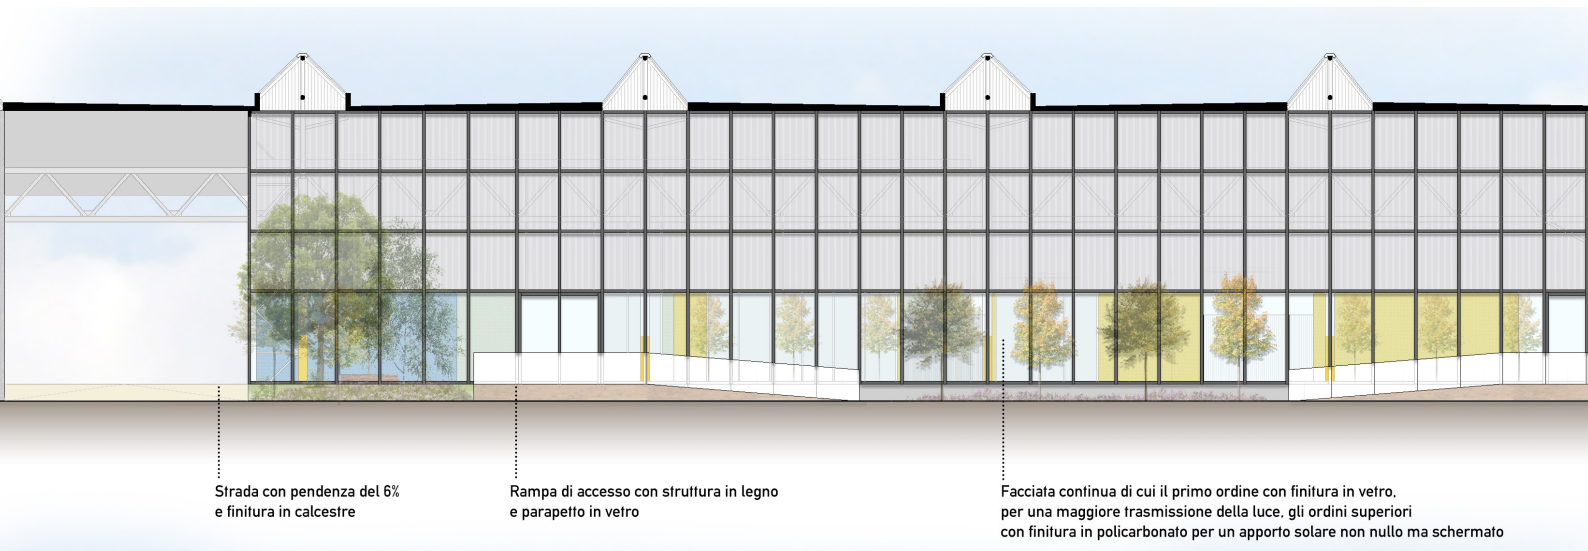 Strada con pendenza del 6%
e finitura in calcestre
Rampa di accesso con struttura in legno
e parapetto in vetro
Facciata continua di cui il primo ordine con finitura in vetro,
per una maggiore trasmissione della luce, gli ordini superiori
con finitura in policarbonato per un apporto solare non nullo ma schermato